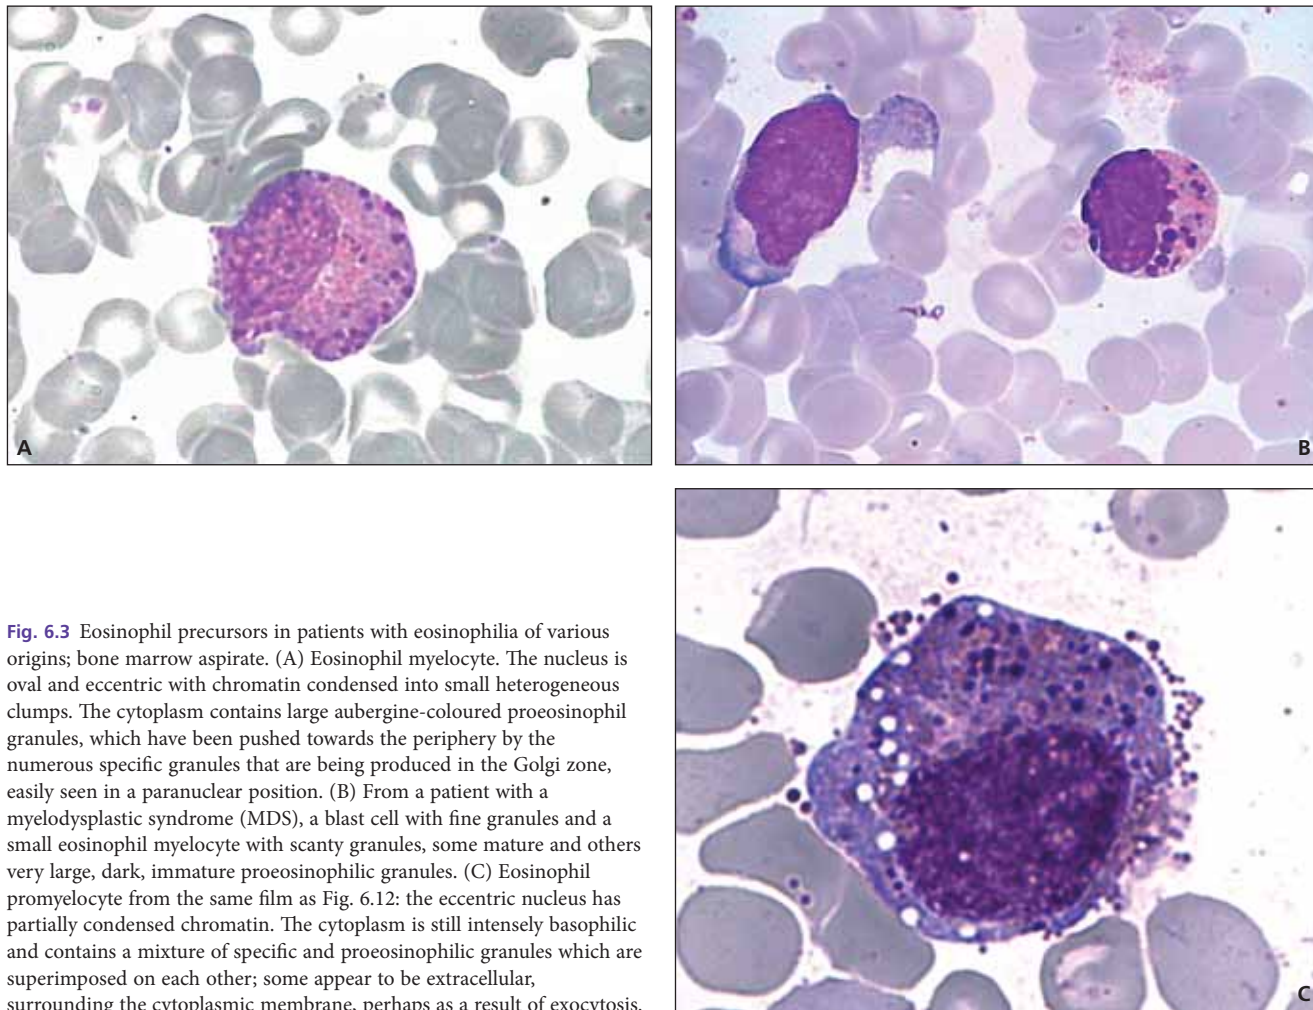 A
B
Fig. 6.3 Eosinophil precursors in patients with eosinophilia of various
origins; bone marrow aspirate. (A) Eosinophil myelocyte. The nucleus is
oval and eccentric with chromatin condensed into small heterogeneous
clumps. The cytoplasm contains large aubergine-coloured proeosinophil
granules, which have been pushed towards the periphery by the
numerous specific granules that are being produced in the Golgi zone,
easily seen in a paranuclear position. (B) From a patient with a
myelodysplastic syndrome (MDS), a blast cell with fine granules and a
small eosinophil myelocyte with scanty granules, some mature and others
very large, dark, immature proeosinophilic granules. (C) Eosinophil
promyelocyte from the same film as Fig. 6.12: the eccentric nucleus has
partially condensed chromatin. The cytoplasm is still intensely basophilic
and contains a mixture of specific and proeosinophilic granules which are
superimposed on each other; some appear to be extracellular,
surrounding the cytoplasmic membrane, perhaps as a result of exocytosis.
C